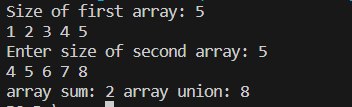 Size of first array: 5
1 2 3 4 5
Enter size of second array: 5
4 5 6 7 8
array sum: 2 array union: 8